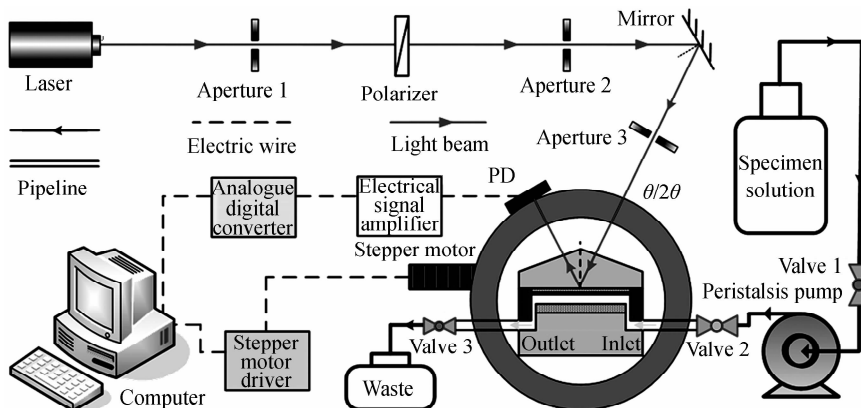 Mirror
Laser
Aperture 1
Polarizer
Aperture 2
Aperture 3
Electric wire
Light beam
Pipeline
Specimen
solution
PD
θ/2θ
Analogue
digital
converter
Electrical
signal
amplifier
Stepper motor
Valve 1
Peristalsis pump
Valve 3
Outlet
Inlet
Valve 2
Stepper
motor
driver
Waste
Computer